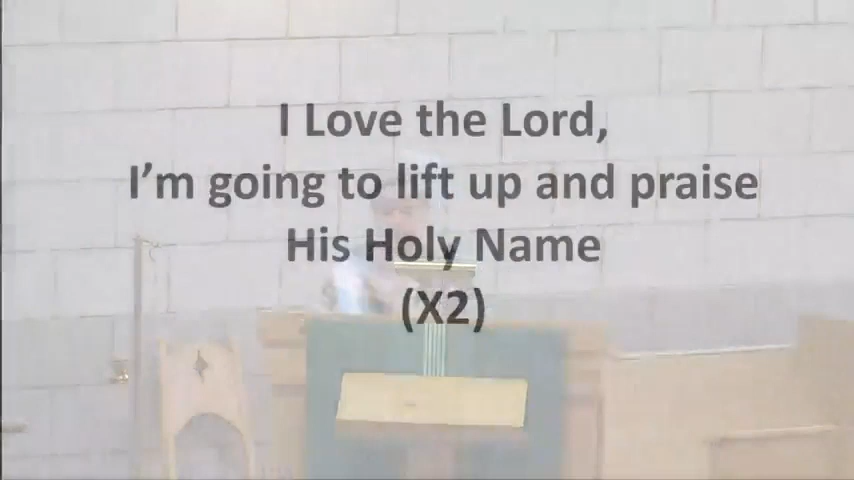 I Love the Lord,
I’m going to lift up and praise
His Holy Name
(X2)